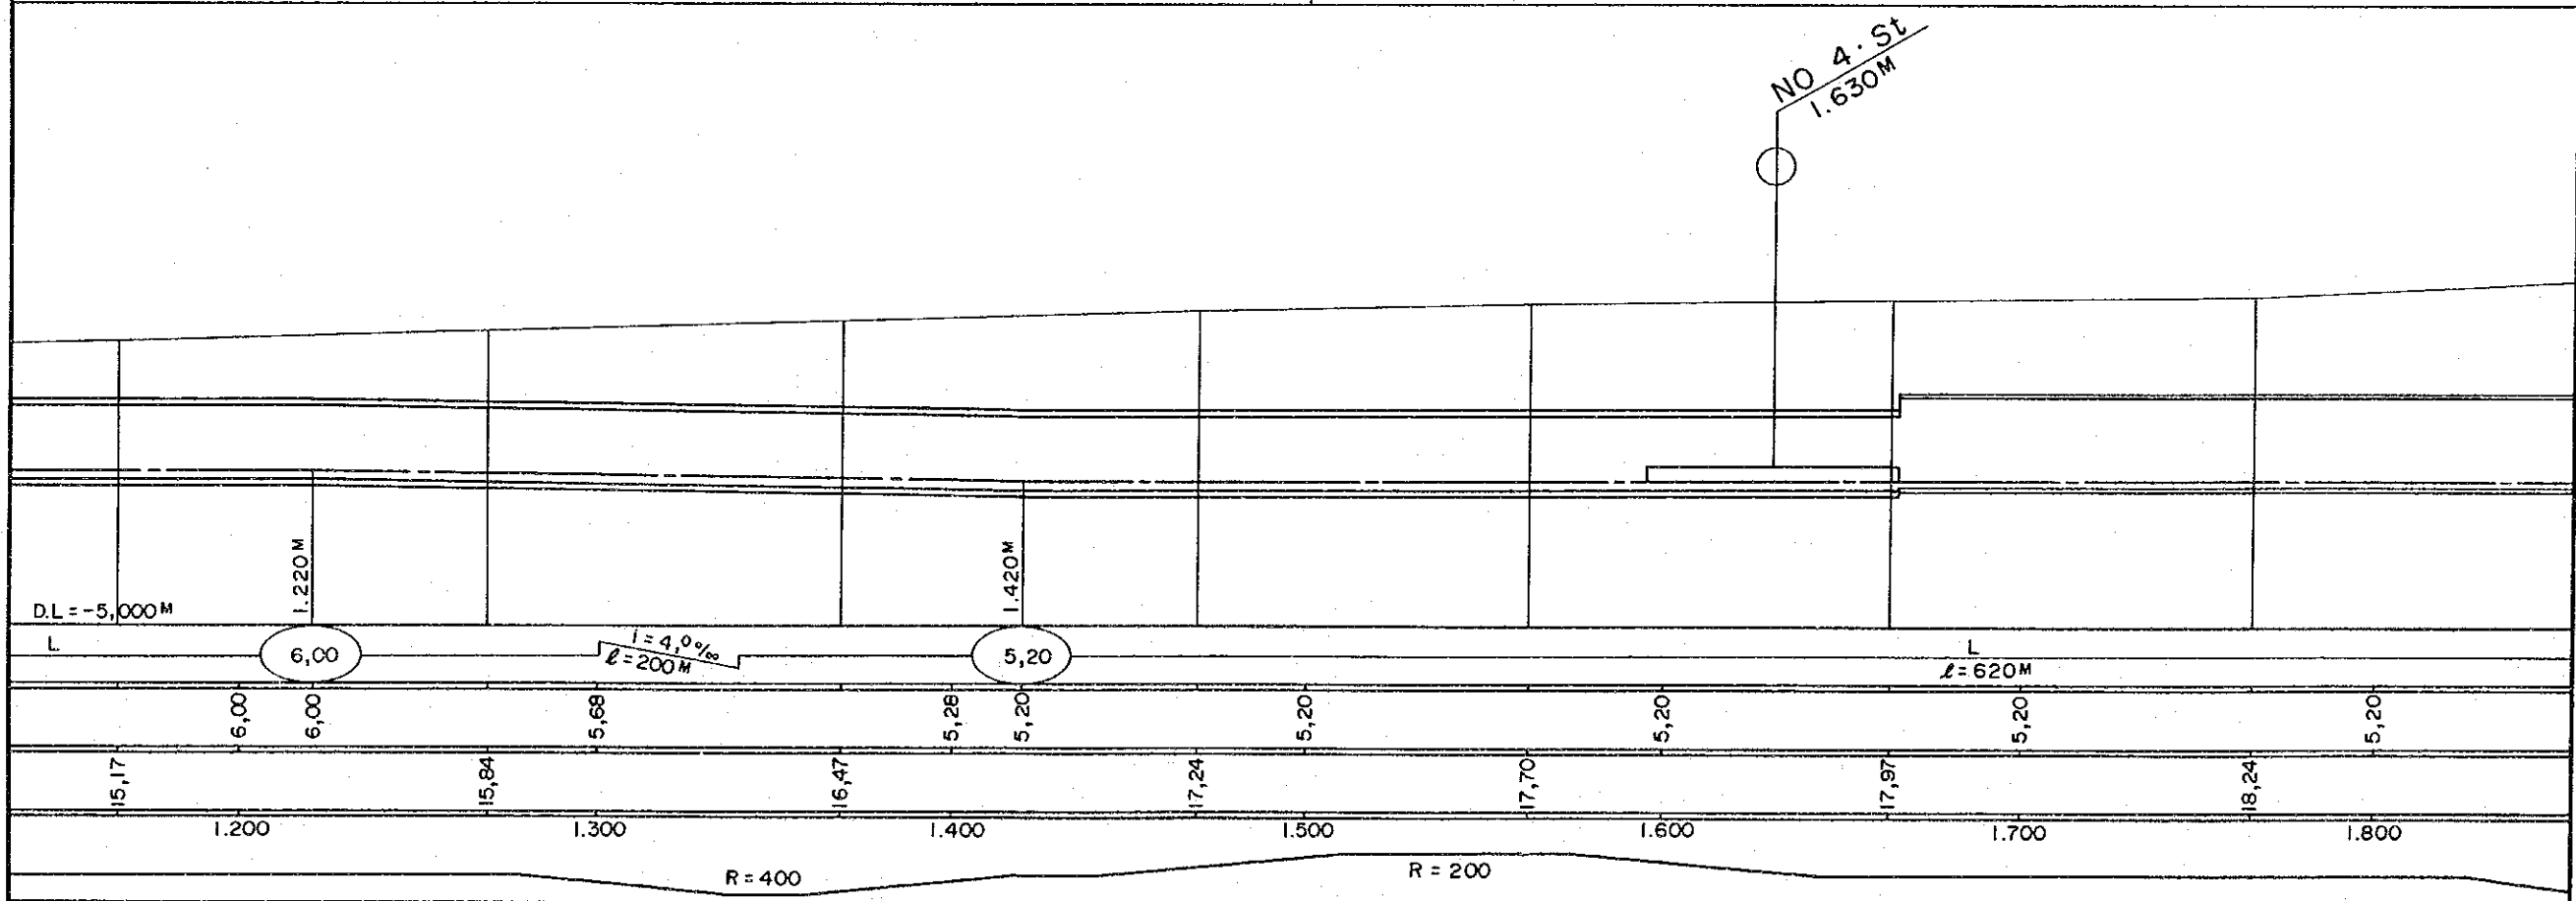 NO 4. St
1.630M
1.220M
1.420M
D.L = -5,000 M
L
6,00
i = 4,0‰
ℓ = 200 M
5,20
L
ℓ = 620 M
6,00 6,00 5,68 5,28 5,20 5,20 5,20 5,20 5,20
15,17 15,84 16,47 17,24 17,70 17,97 18,24
1.200 1.300 1.400 1.500 1.600 1.700 1.800
R = 400
R = 200